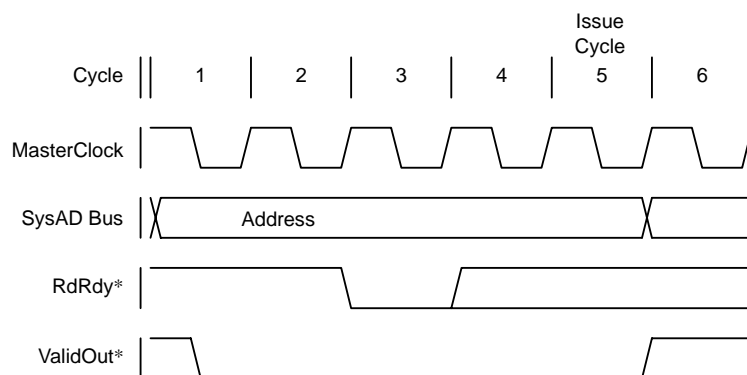 Issue
Cycle
Cycle 1 2 3 4 5 6
MasterClock
SysAD Bus Address
RdRdy*
ValidOut*